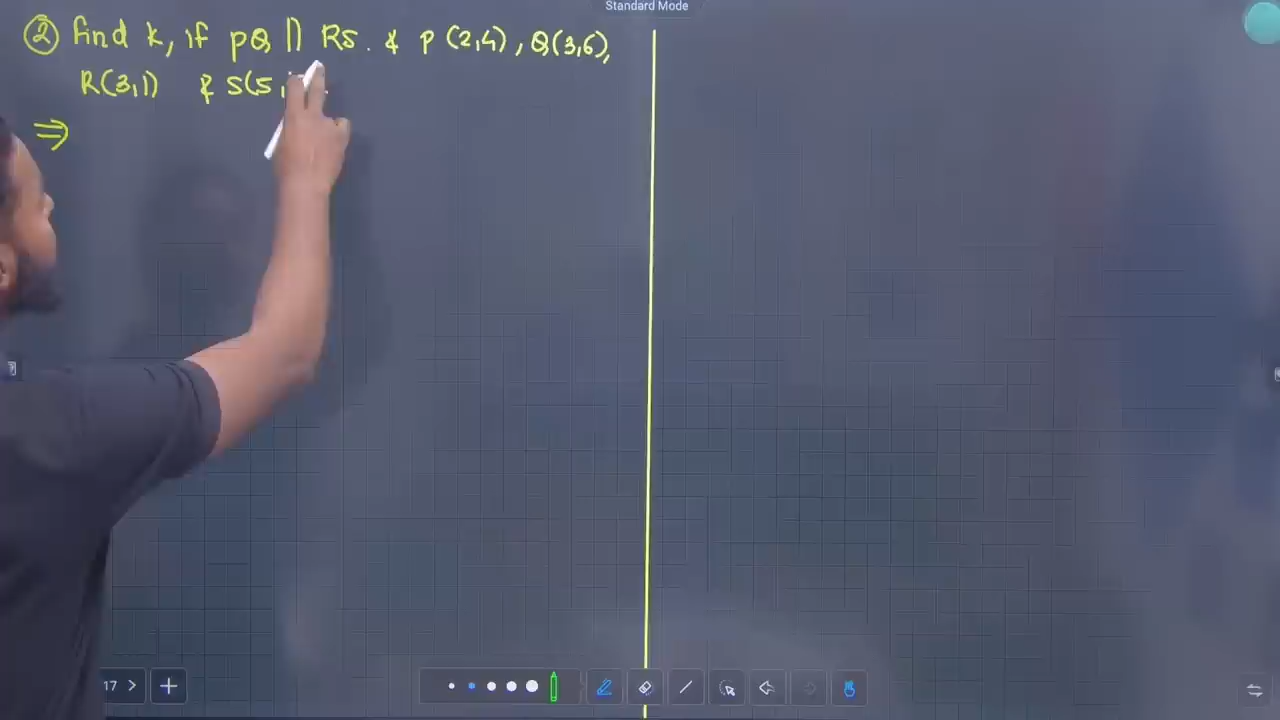 Standard Mode
② find k, if PQ || RS. & P(2,4), Q(3,6),
R(3,1) & S(5,
⇒
17